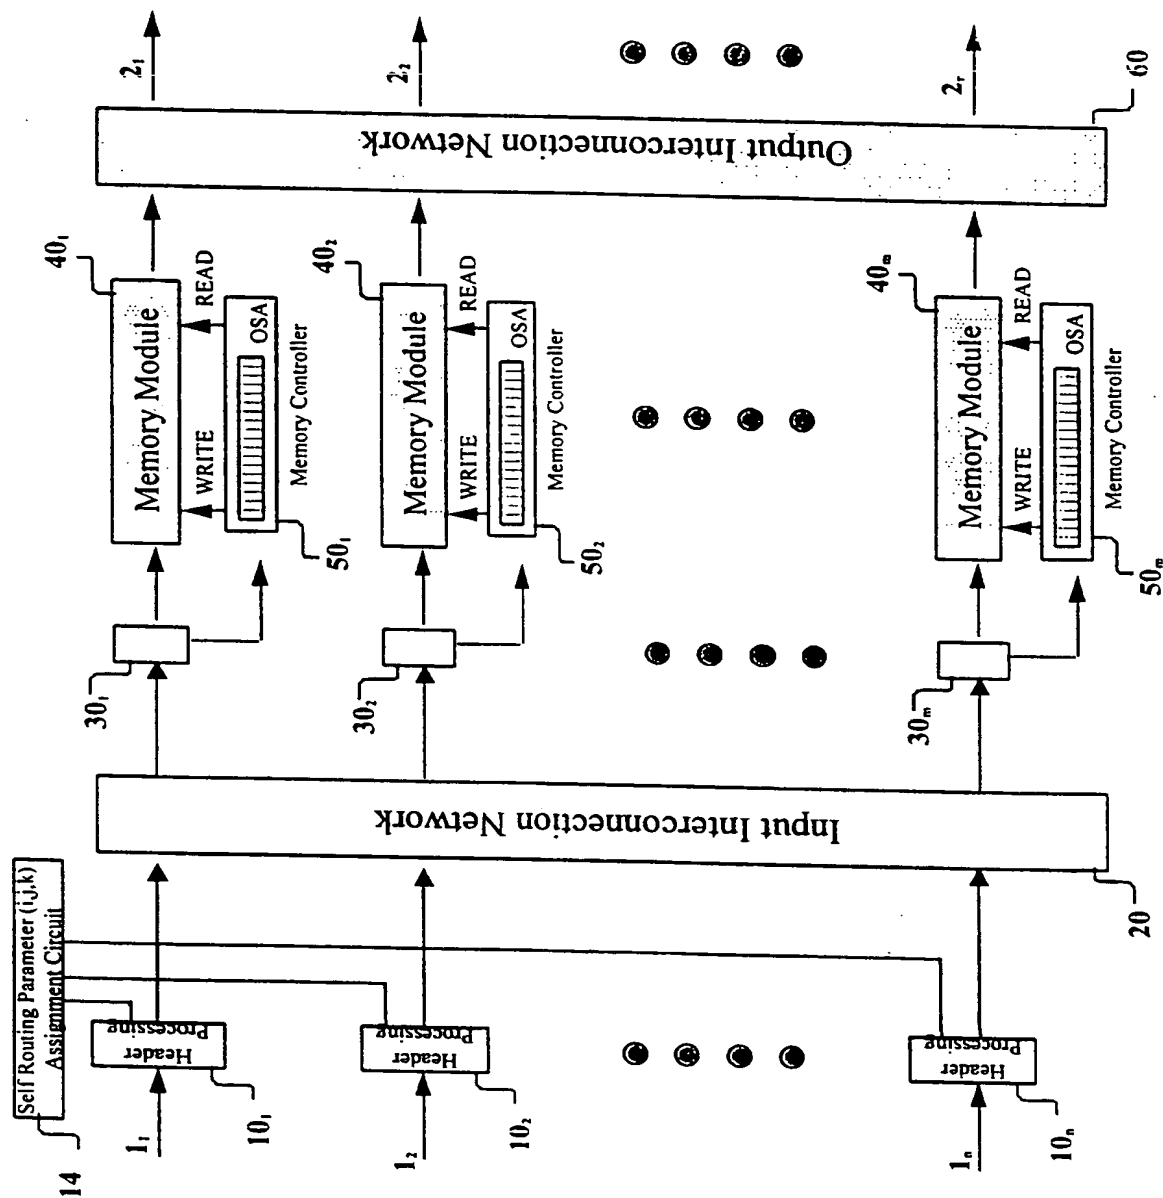 14
Self Routing Parameter (i,j,k)
Assignment Circuit
1₁
Header
Processing
10₁
1₂
Header
Processing
10₂
1ₙ
Header
Processing
10ₙ
Input Interconnection Network
20
30₁
30₂
30ₘ
Memory Module
40₁
WRITE
READ
OSA
Memory Controller
50₁
Memory Module
40₂
WRITE
READ
OSA
Memory Controller
50₂
Memory Module
40ₘ
WRITE
READ
OSA
Memory Controller
50ₘ
Output Interconnection Network
60
2₁
2₂
2ᵣ